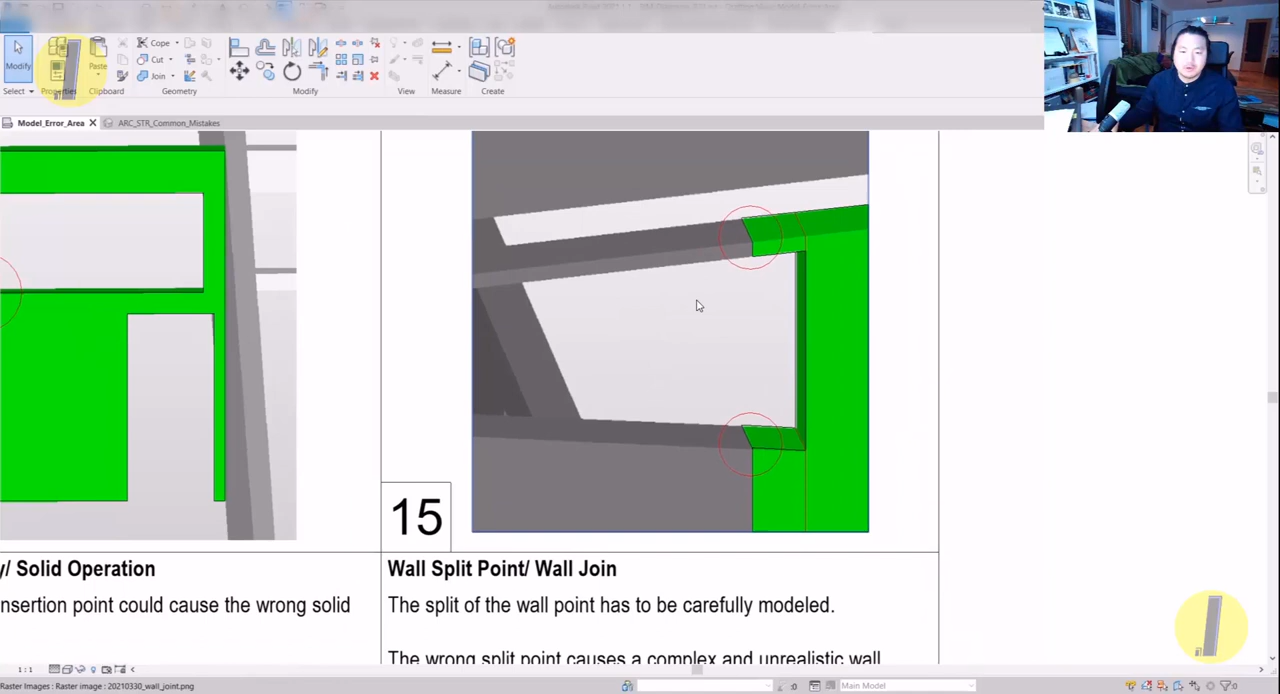 Modify
Select
Properties
Paste
Clipboard
Cope
Cut
Join
Geometry
Modify
View
Measure
Create
Model_Error_Area
ARC_STR_Common_Mistakes
15
y/ Solid Operation
nsertion point could cause the wrong solid
Wall Split Point/ Wall Join
The split of the wall point has to be carefully modeled.
The wrong split point causes a complex and unrealistic wall
1:1
Raster Images : Raster image : 20210330_wall_joint.png
:0
Main Model
:0